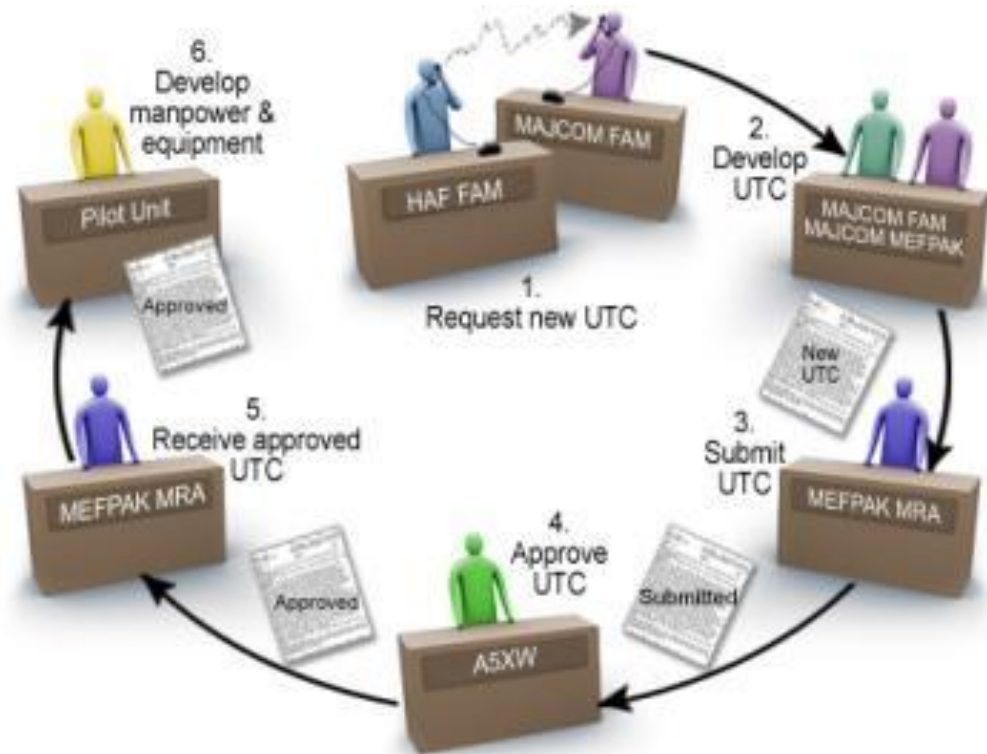 HAF FAM
MAJCOM FAM
1.
Request new UTC
2.
Develop
UTC
MAJCOM FAM
MAJCOM MEFPAK
New
UTC
3.
Submit
UTC
MEFPAK MRA
Submitted
4.
Approve
UTC
A5XW
Approved
5.
Receive approved
UTC
MEFPAK MRA
Approved
6.
Develop
manpower &
equipment
Pilot Unit